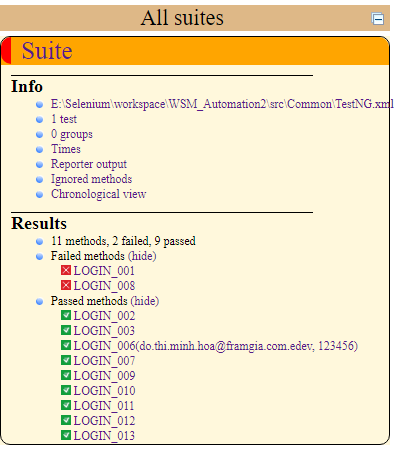 All suites
Suite
Info
E:\Selenium\workspace\WSM_Automation2\src\Common\TestNG.xml
1 test
0 groups
Times
Reporter output
Ignored methods
Chronological view
Results
11 methods, 2 failed, 9 passed
Failed methods (hide)
LOGIN_001
LOGIN_008
Passed methods (hide)
LOGIN_002
LOGIN_003
LOGIN_006(do.thi.minh.hoa@framgia.com.edev, 123456)
LOGIN_007
LOGIN_009
LOGIN_010
LOGIN_011
LOGIN_012
LOGIN_013